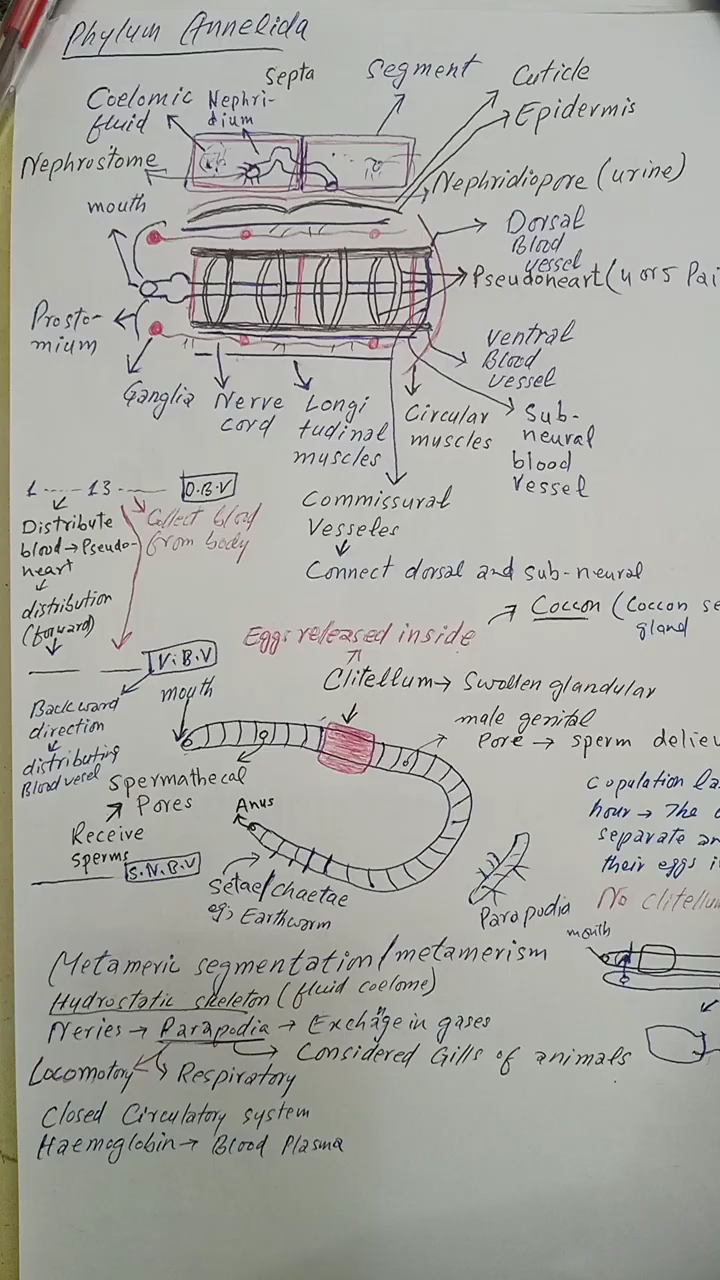 Phylum Annelida
Septa
Segment
Cuticle
Epidermis
Coelomic
fluid
Nephri-
dium
Nephrostome
Nephridiopore (urine)
mouth
Dorsal
Blood
vessel
Pseudoheart (4 or 5 Pai
Prosto-
mium
Ventral
Blood
vessel
Ganglia
Nerve
cord
Longi
tudinal
muscles
Circular
muscles
Sub-
neural
blood
vessel
1 ---- 13 ----
D.B.V
Distribute
blood → Pseudo-
heart
distribution
(forward)
Collect blood
from body
Commissural
Vesseles
Connect dorsal and sub-neural
V.B.V
Backward
direction
distributing
Blood vesel
Coccon (Coccon se
gland
Eggs released inside
Clitellum → Swollen glandular
mouth
male genital
Pore → sperm deliev
Spermathecal
Pores
Receive
sperms
S.N.B.V
Anus
Setae/chaetae
eg; Earthworm
Copulation la
hour → The
separate an
their eggs i
Parapodia
No clitellu
mouth
Metameric segmentation/metamerism
Hydrostatic skeleton (fluid coelome)
Neries → Parapodia → Exchange in gases
Considered Gills of animals
Locomotory
Respiratory
Closed Circulatory system
Haemoglobin → Blood Plasma